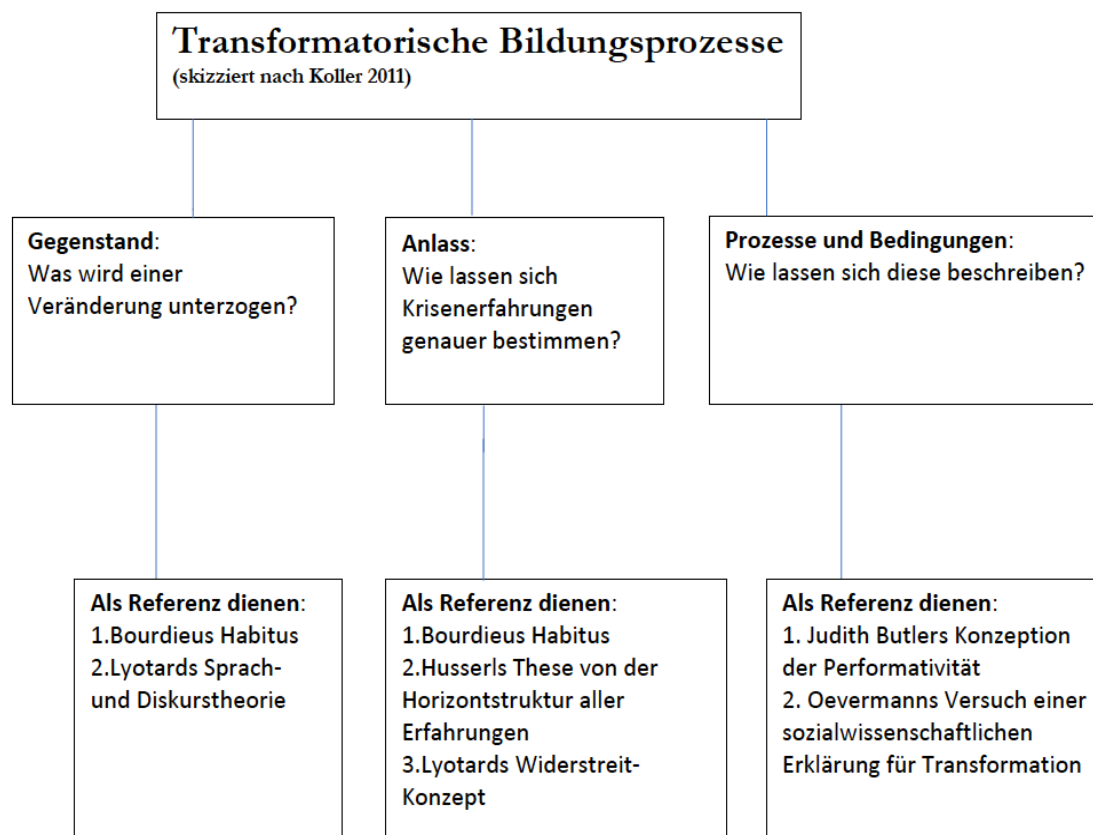 Transformatorische Bildungsprozesse
(skizziert nach Koller 2011)
Gegenstand:
Was wird einer
Veränderung unterzogen?
Anlass:
Wie lassen sich
Krisenerfahrungen
genauer bestimmen?
Prozesse und Bedingungen:
Wie lassen sich diese beschreiben?
Als Referenz dienen:
1.Bourdieus Habitus
2.Lyotards Sprach-
und Diskurstheorie
Als Referenz dienen:
1.Bourdieus Habitus
2.Husserls These von der
Horizontstruktur aller
Erfahrungen
3.Lyotards Widerstreit-
Konzept
Als Referenz dienen:
1. Judith Butlers Konzeption
der Performativität
2. Oevermanns Versuch einer
sozialwissenschaftlichen
Erklärung für Transformation